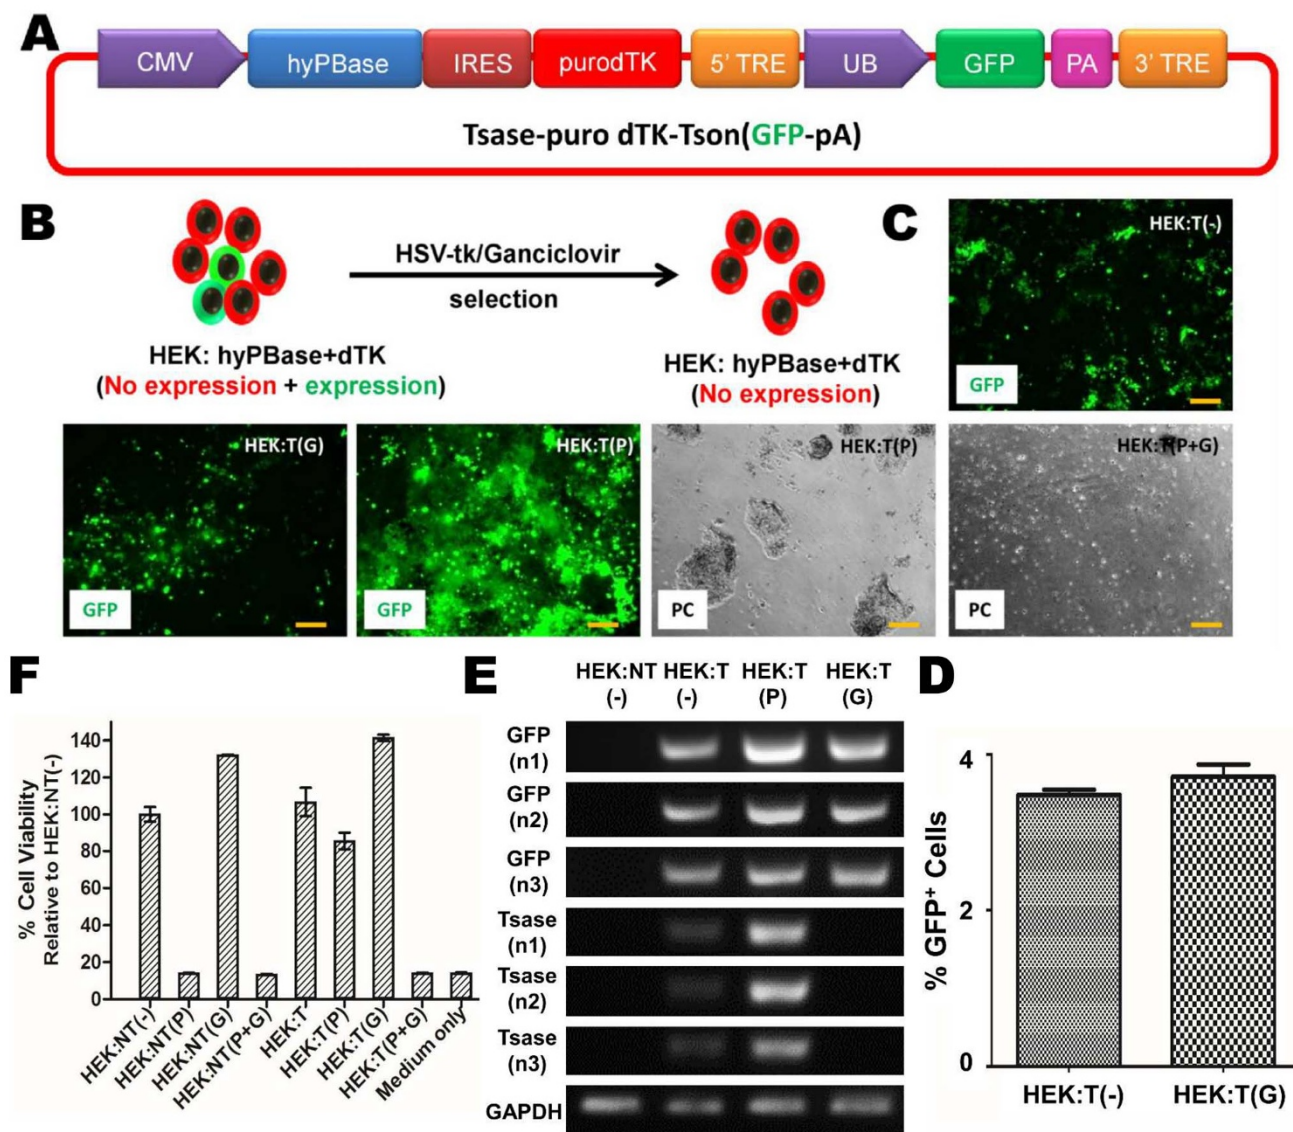 A
CMV
hyPBase
IRES
purodTK
5' TRE
UB
GFP
PA
3' TRE
Tsase-puro dTK-Tson(GFP-pA)
B
HSV-tk/Ganciclovir
selection
HEK: hyPBase+dTK
(No expression + expression)
HEK: hyPBase+dTK
(No expression)
C
HEK:T(-)
GFP
HEK:T(G)
GFP
HEK:T(P)
GFP
HEK:T(P)
PC
HEK:T(P+G)
PC
F
% Cell Viability
Relative to HEK:NT(-)
140
120
100
80
60
40
20
0
HEK:NT(-)
HEK:NT(P)
HEK:NT(G)
HEK:NT(P+G)
HEK:T
HEK:T(P)
HEK:T(G)
HEK:T(P+G)
Medium only
E
HEK:NT HEK:T HEK:T HEK:T
(-) (-) (P) (G)
GFP
(n1)
GFP
(n2)
GFP
(n3)
Tsase
(n1)
Tsase
(n2)
Tsase
(n3)
GAPDH
D
% GFP+ Cells
4
2
0
HEK:T(-)
HEK:T(G)